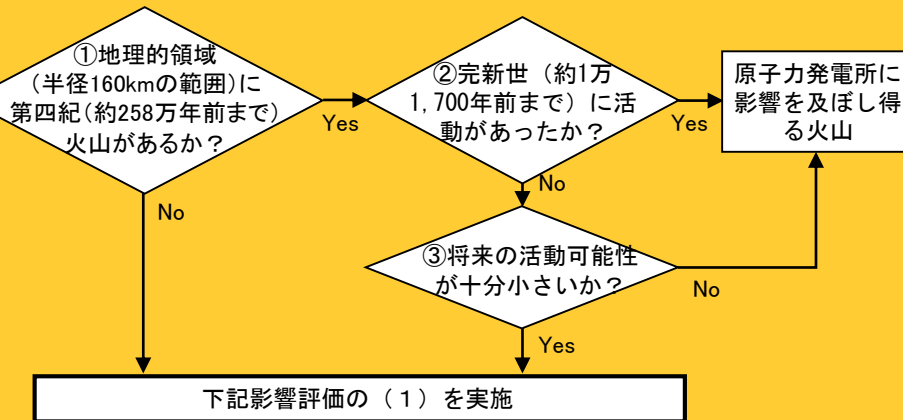 ①地理的領域
(半径160kmの範囲)に
第四紀(約258万年前まで)
火山があるか？
Yes
No
②完新世（約1万
1,700年前まで）に活
動があったか？
Yes
No
原子力発電所に
影響を及ぼし得
る火山
③将来の活動可能性
が十分小さいか？
No
Yes
下記影響評価の（１）を実施